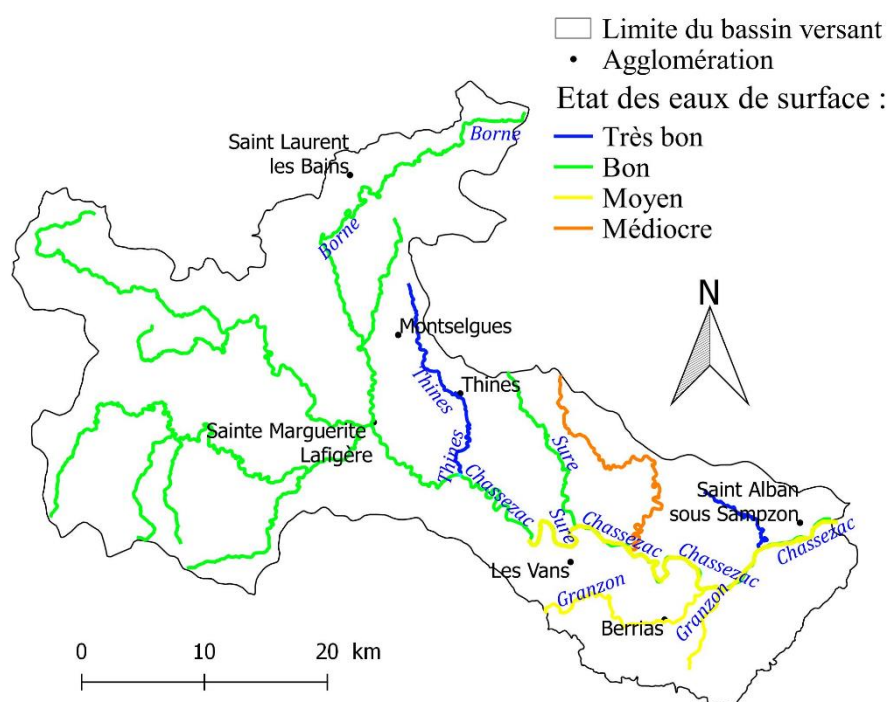 Limite du bassin versant
Agglomération
Etat des eaux de surface :
Très bon
Bon
Moyen
Médiocre
Borne
Saint Laurent
les Bains
Borne
N
Montselgues
Thines
Thines
Sainte Marguerite
Lafigère
Thines
Sure
Chassezac
Saint Alban
sous Sampzon
Sure
Chassezac
Chassezac
Chassezac
Les Vans
Granzon
Granzon
Berrias
0 10 20 km